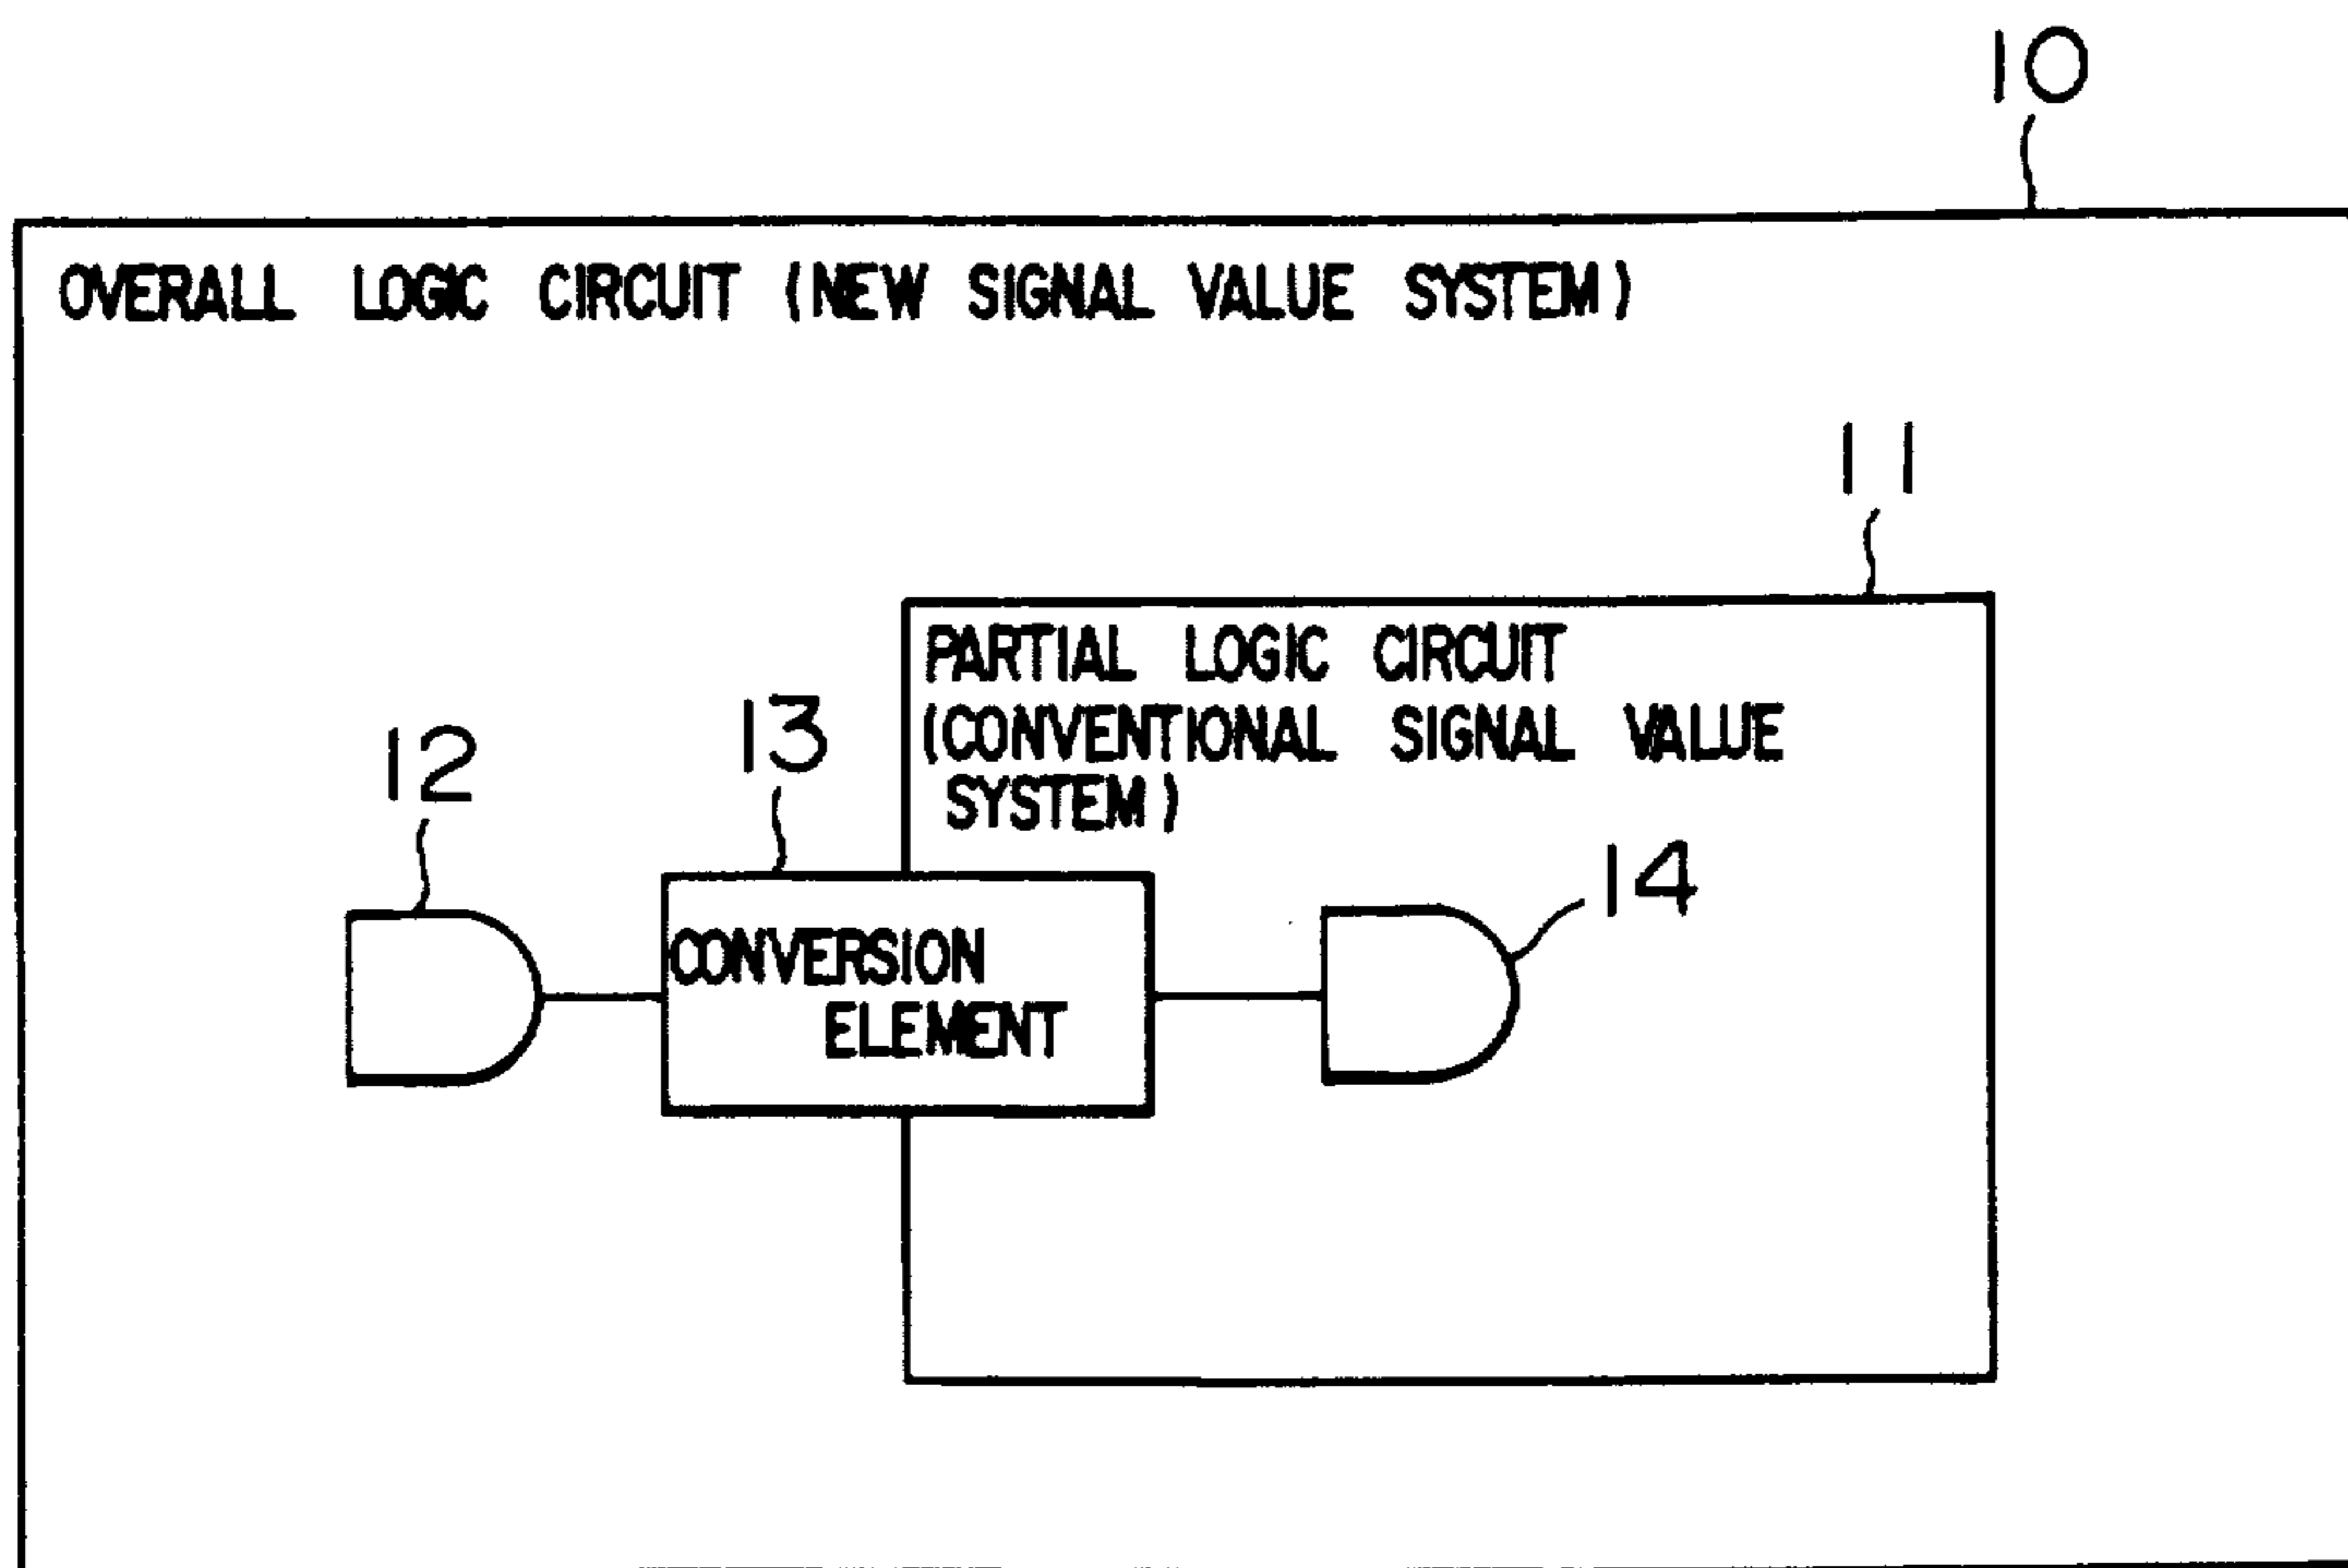 10
OVERALL LOGIC CIRCUIT (NEW SIGNAL VALUE SYSTEM)
11
PARTIAL LOGIC CIRCUIT
(CONVENTIONAL SIGNAL VALUE
SYSTEM)
13
12
14
CONVERSION
ELEMENT